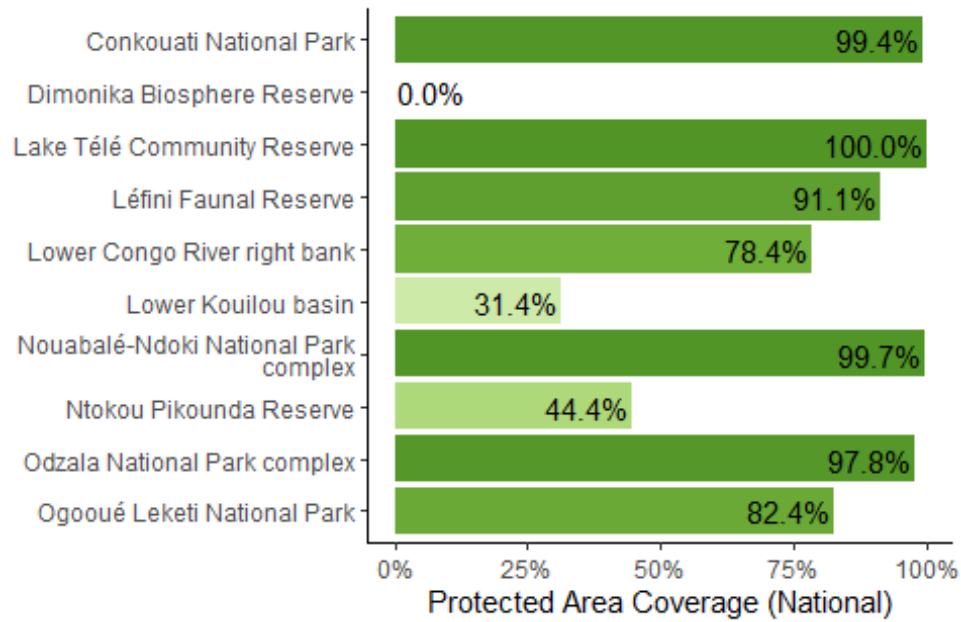 Conkouati National Park 99.4%
Dimonika Biosphere Reserve 0.0%
Lake Télé Community Reserve 100.0%
Léfini Faunal Reserve 91.1%
Lower Congo River right bank 78.4%
Lower Kouilou basin 31.4%
Nouabalé-Ndoki National Park
complex 99.7%
Ntokou Pikounda Reserve 44.4%
Odzala National Park complex 97.8%
Ogooué Leketi National Park 82.4%
0% 25% 50% 75% 100%
Protected Area Coverage (National)